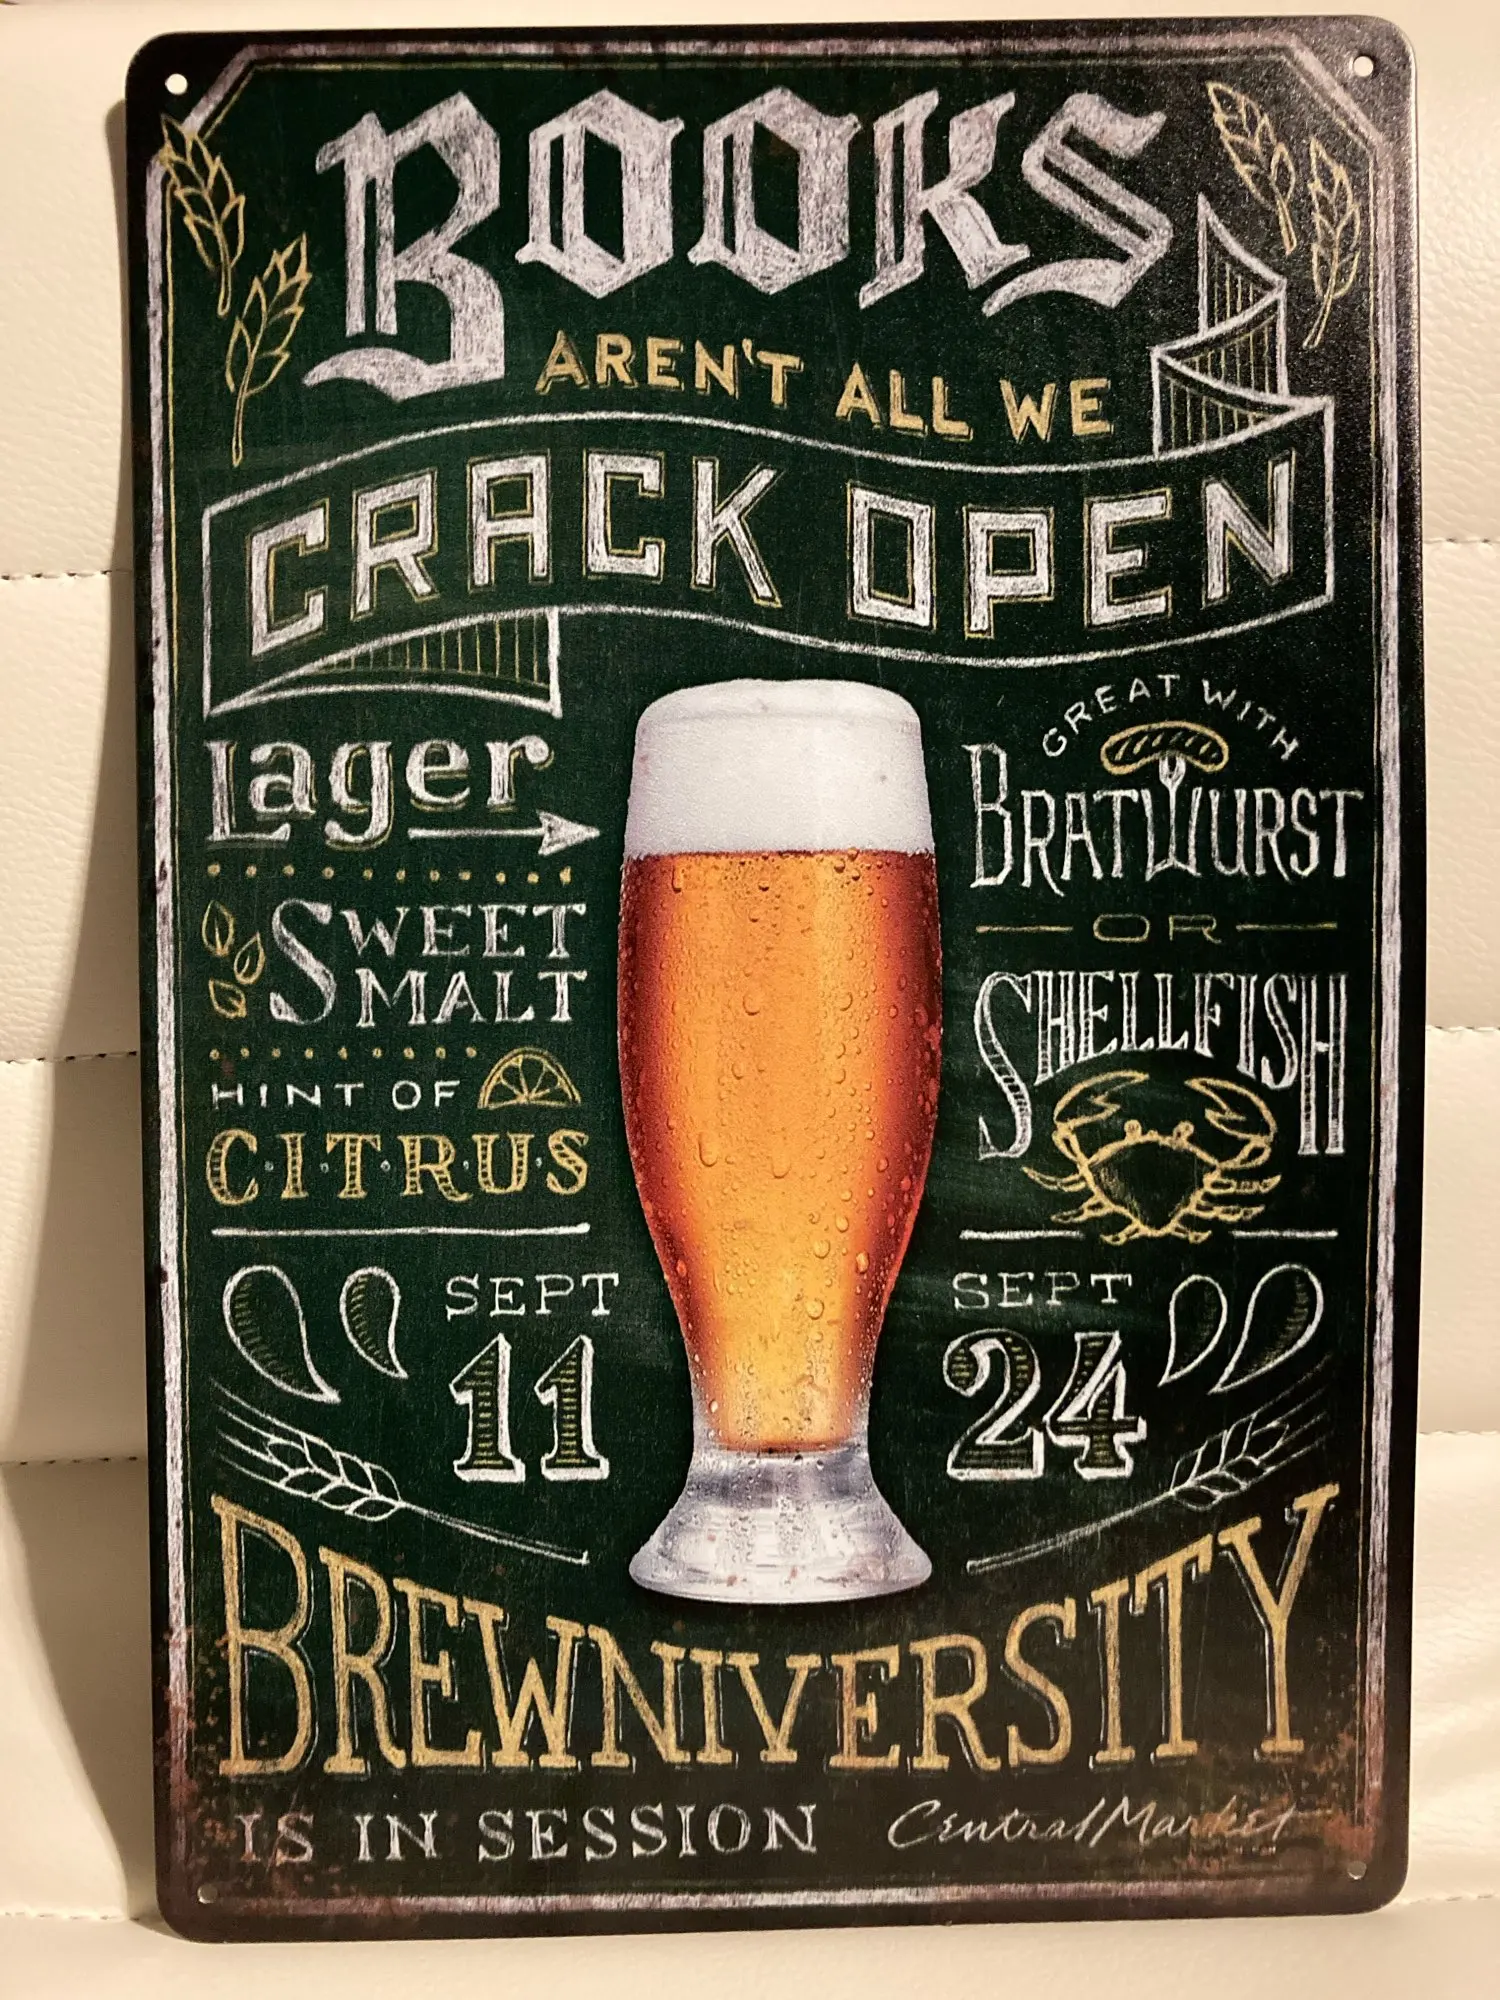 BOOKS
AREN'T ALL WE
CRACK OPEN
Lager
SWEET
MALT
HINT OF
C·I·T·R·U·S
GREAT WITH
BRATWURST
OR
SHELLFISH
SEPT
11
SEPT
24
BREWNIVERSITY
IS IN SESSION
Central Market